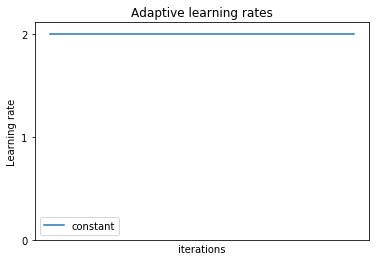 Adaptive learning rates
2
1
0
Learning rate
constant
iterations